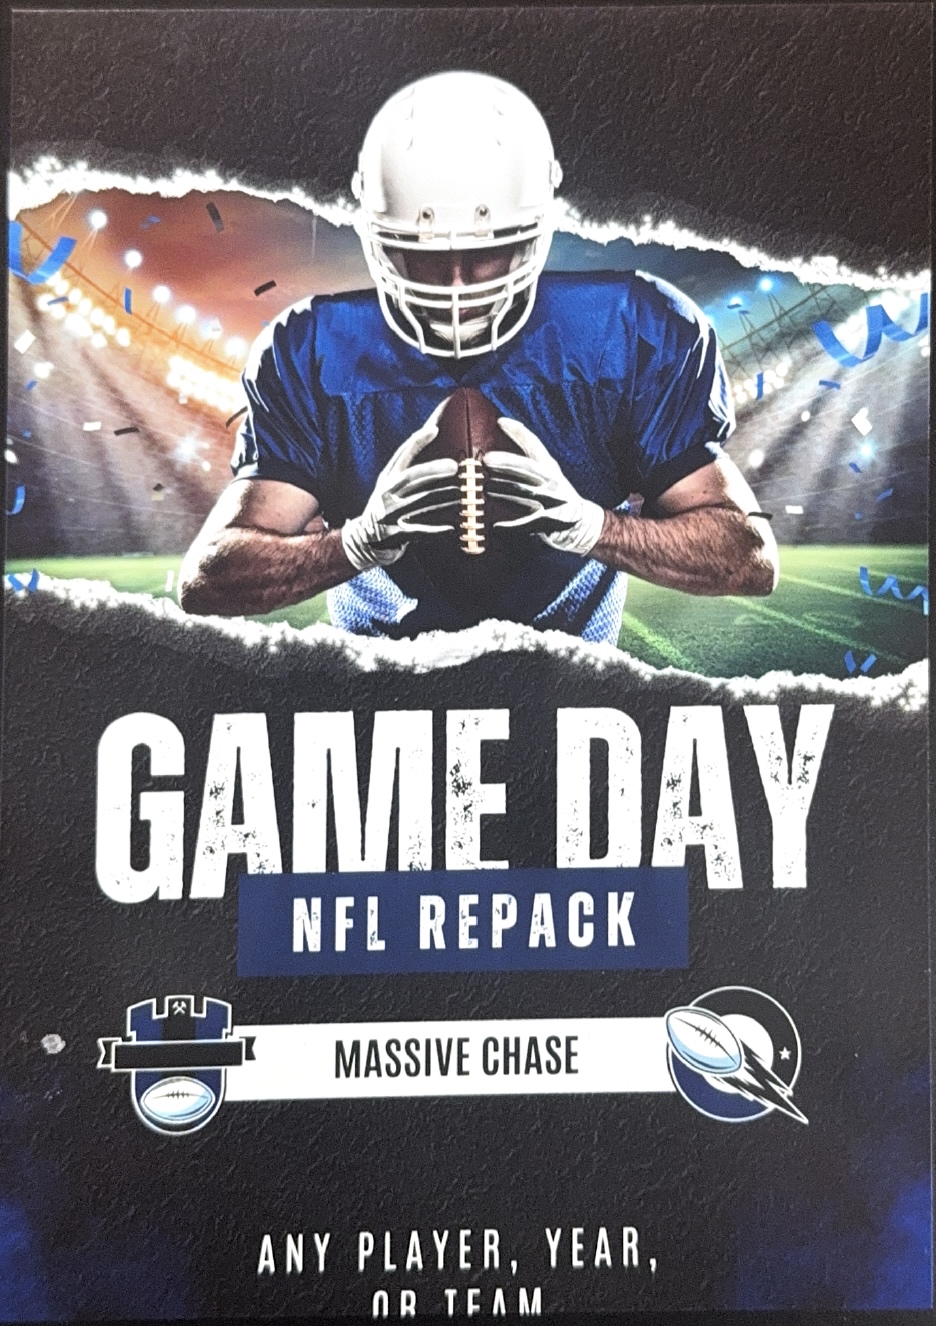 GAME DAY
NFL REPACK
MASSIVE CHASE
ANY PLAYER, YEAR,
OR TEAM